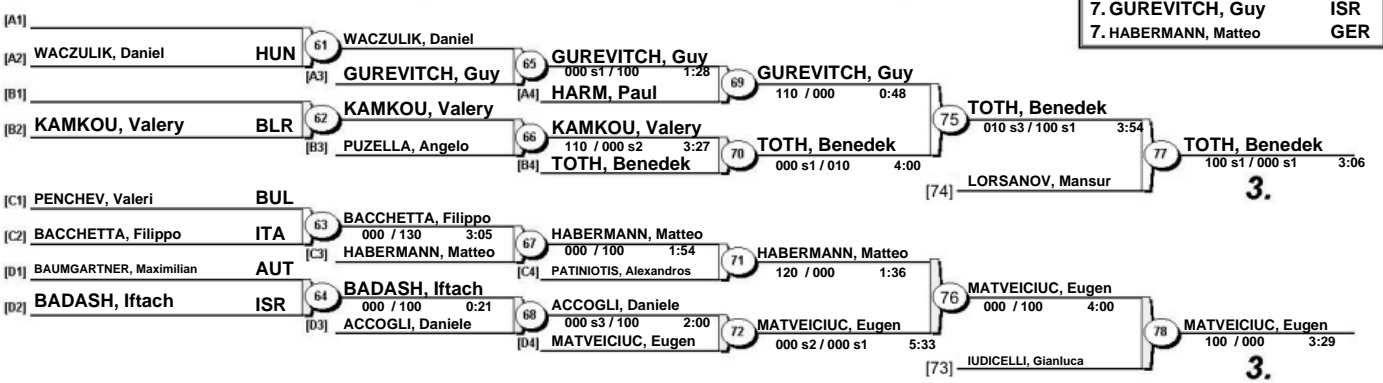 7. GUREVITCH, Guy ISR
7. HABERMANN, Matteo GER
[A1]
[A2] WACZULIK, Daniel HUN
61 WACZULIK, Daniel
[A3] GUREVITCH, Guy
65 GUREVITCH, Guy
000 s1 / 100 1:28
[A4] HARM, Paul
69 GUREVITCH, Guy
110 / 000 0:48
[B1]
[B2] KAMKOU, Valery BLR
62 KAMKOU, Valery
[B3] PUZELLA, Angelo
66 KAMKOU, Valery
110 / 000 s2 3:27
[B4] TOTH, Benedek
70 TOTH, Benedek
000 s1 / 010 4:00
75 TOTH, Benedek
010 s3 / 100 s1 3:54
[74] LORSANOV, Mansur
77 TOTH, Benedek
100 s1 / 000 s1 3:06
3.
[C1] PENCHEV, Valeri BUL
[C2] BACCHETTA, Filippo ITA
63 BACCHETTA, Filippo
000 / 130 3:05
[C3] HABERMANN, Matteo
67 HABERMANN, Matteo
000 / 100 1:54
[C4] PATINIOTIS, Alexandros
71 HABERMANN, Matteo
120 / 000 1:36
[D1] BAUMGARTNER, Maximilian AUT
[D2] BADASH, Iftach ISR
64 BADASH, Iftach
000 / 100 0:21
[D3] ACCOGLI, Daniele
68 ACCOGLI, Daniele
000 s3 / 100 2:00
[D4] MATVEICIUC, Eugen
72 MATVEICIUC, Eugen
000 s2 / 000 s1 5:33
76 MATVEICIUC, Eugen
000 / 100 4:00
[73] IUDICELLI, Gianluca
78 MATVEICIUC, Eugen
100 / 000 3:29
3.